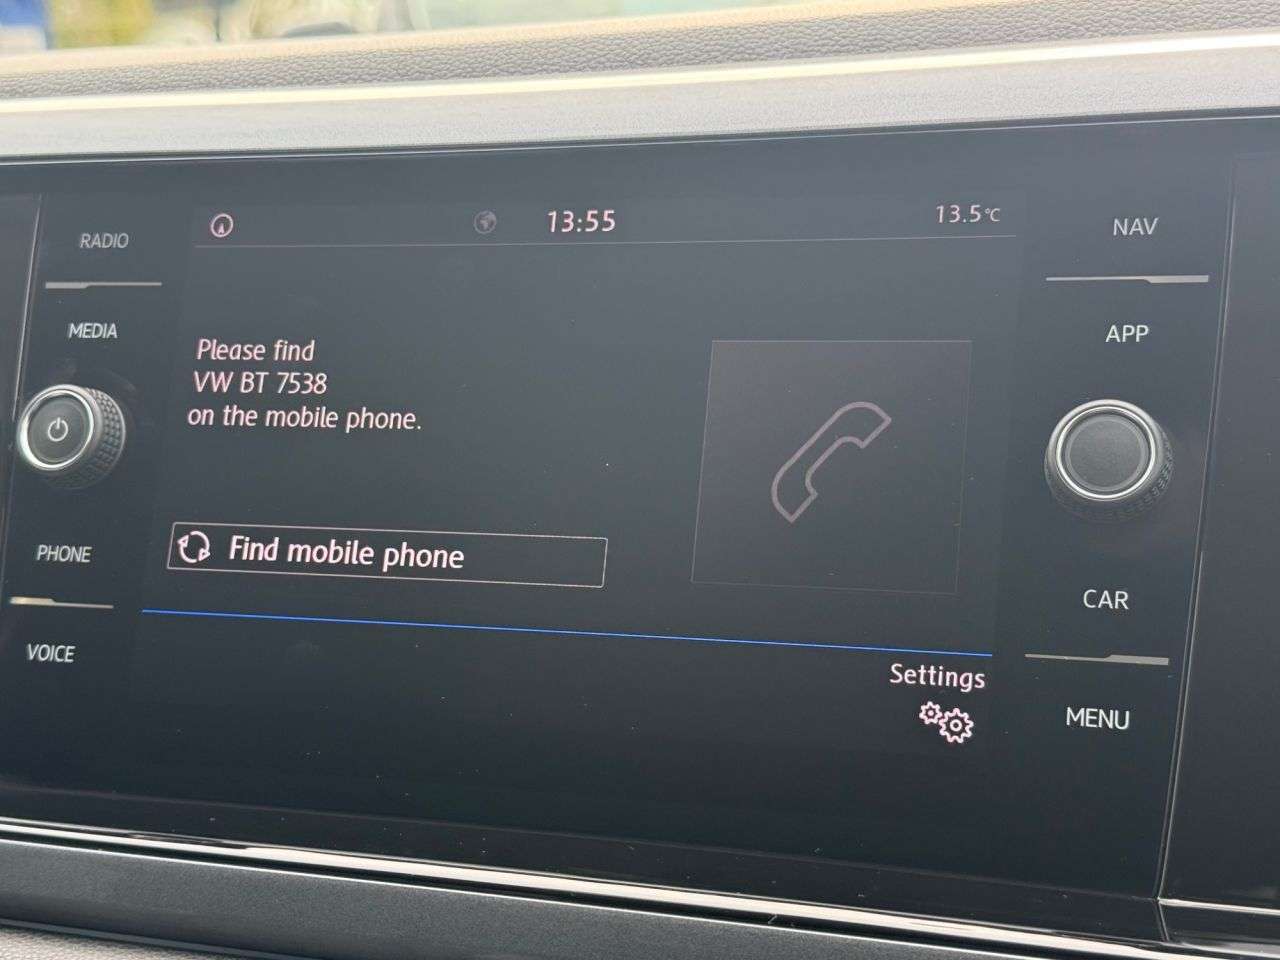 13:55
13.5°C
RADIO
MEDIA
PHONE
VOICE
Please find
VW BT 7538
on the mobile phone.
Find mobile phone
Settings
NAV
APP
CAR
MENU